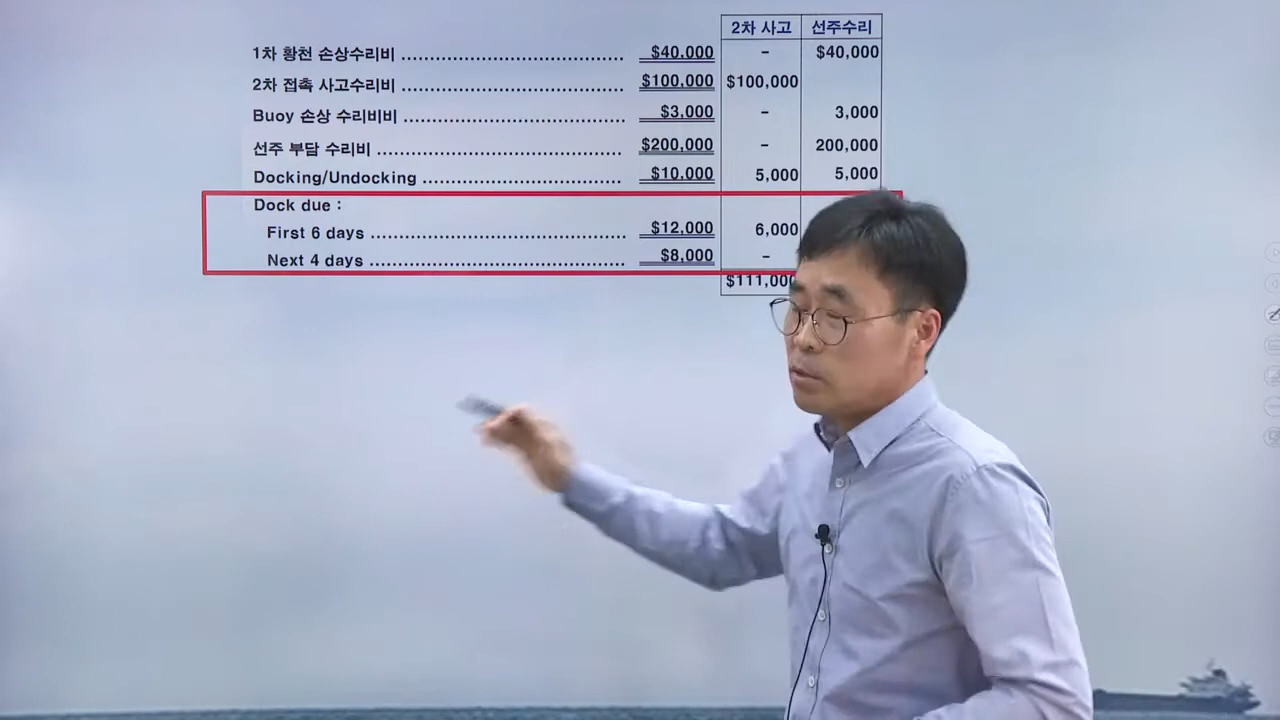 2차 사고 선주수리
1차 황천 손상수리비 ........................................ $40,000 – $40,000
2차 접촉 사고수리비 ........................................ $100,000 $100,000
Buoy 손상 수리비비 ........................................ $3,000 – 3,000
선주 부담 수리비 ............................................ $200,000 – 200,000
Docking/Undocking ..................................... $10,000 5,000 5,000
Dock due :
First 6 days ............................................... $12,000 6,000
Next 4 days ............................................... $8,000 –
$111,000